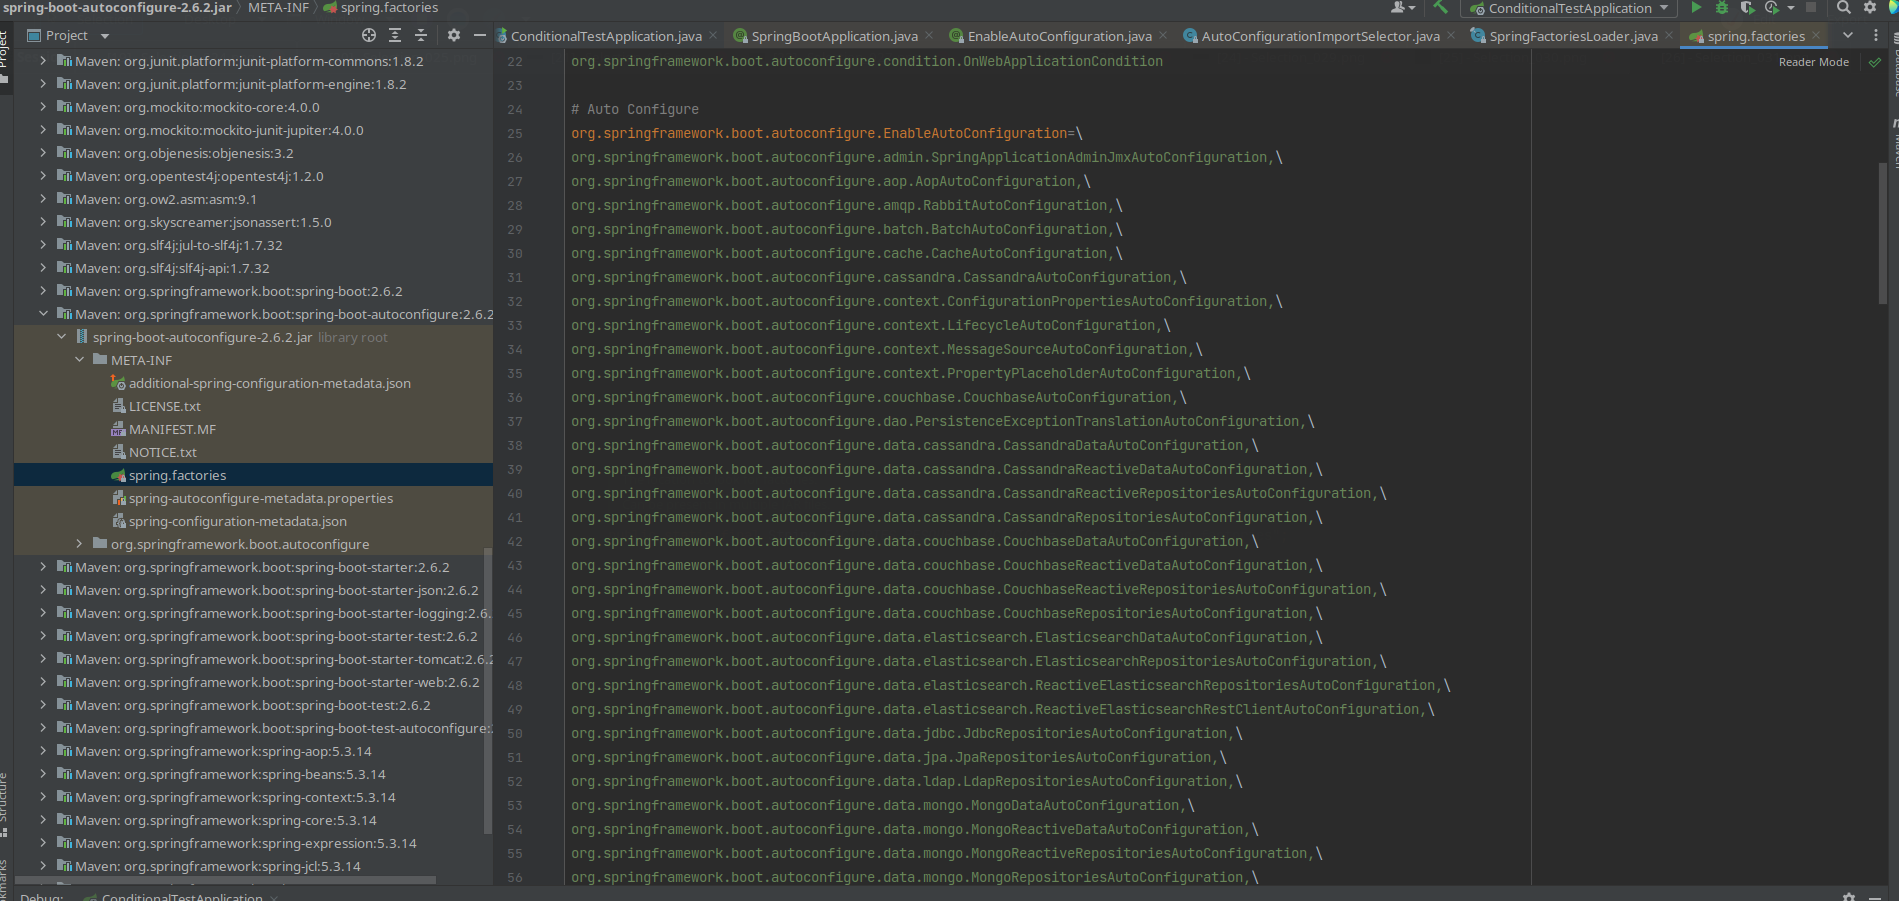 spring-boot-autoconfigure-2.6.2.jar › META-INF › spring.factories
ConditionalTestApplication
Project
ConditionalTestApplication.java
SpringBootApplication.java
EnableAutoConfiguration.java
AutoConfigurationImportSelector.java
SpringFactoriesLoader.java
spring.factories
Project
Maven: org.junit.platform:junit-platform-commons:1.8.2
Maven: org.junit.platform:junit-platform-engine:1.8.2
Maven: org.mockito:mockito-core:4.0.0
Maven: org.mockito:mockito-junit-jupiter:4.0.0
Maven: org.objenesis:objenesis:3.2
Maven: org.opentest4j:opentest4j:1.2.0
Maven: org.ow2.asm:asm:9.1
Maven: org.skyscreamer:jsonassert:1.5.0
Maven: org.slf4j:jul-to-slf4j:1.7.32
Maven: org.slf4j:slf4j-api:1.7.32
Maven: org.springframework.boot:spring-boot:2.6.2
Maven: org.springframework.boot:spring-boot-autoconfigure:2.6.2
spring-boot-autoconfigure-2.6.2.jar library root
META-INF
additional-spring-configuration-metadata.json
LICENSE.txt
MANIFEST.MF
NOTICE.txt
spring.factories
spring-autoconfigure-metadata.properties
spring-configuration-metadata.json
org.springframework.boot.autoconfigure
Maven: org.springframework.boot:spring-boot-starter:2.6.2
Maven: org.springframework.boot:spring-boot-starter-json:2.6.2
Maven: org.springframework.boot:spring-boot-starter-logging:2.6.
Maven: org.springframework.boot:spring-boot-starter-test:2.6.2
Maven: org.springframework.boot:spring-boot-starter-tomcat:2.6.2
Maven: org.springframework.boot:spring-boot-starter-web:2.6.2
Maven: org.springframework.boot:spring-boot-test:2.6.2
Maven: org.springframework.boot:spring-boot-test-autoconfigure:
Maven: org.springframework:spring-aop:5.3.14
Maven: org.springframework:spring-beans:5.3.14
Maven: org.springframework:spring-context:5.3.14
Maven: org.springframework:spring-core:5.3.14
Maven: org.springframework:spring-expression:5.3.14
Maven: org.springframework:spring-jcl:5.3.14
Structure
Reader Mode
22 org.springframework.boot.autoconfigure.condition.OnWebApplicationCondition
23
24 # Auto Configure
25 org.springframework.boot.autoconfigure.EnableAutoConfiguration=\
26 org.springframework.boot.autoconfigure.admin.SpringApplicationAdminJmxAutoConfiguration,\
27 org.springframework.boot.autoconfigure.aop.AopAutoConfiguration,\
28 org.springframework.boot.autoconfigure.amqp.RabbitAutoConfiguration,\
29 org.springframework.boot.autoconfigure.batch.BatchAutoConfiguration,\
30 org.springframework.boot.autoconfigure.cache.CacheAutoConfiguration,\
31 org.springframework.boot.autoconfigure.cassandra.CassandraAutoConfiguration,\
32 org.springframework.boot.autoconfigure.context.ConfigurationPropertiesAutoConfiguration,\
33 org.springframework.boot.autoconfigure.context.LifecycleAutoConfiguration,\
34 org.springframework.boot.autoconfigure.context.MessageSourceAutoConfiguration,\
35 org.springframework.boot.autoconfigure.context.PropertyPlaceholderAutoConfiguration,\
36 org.springframework.boot.autoconfigure.couchbase.CouchbaseAutoConfiguration,\
37 org.springframework.boot.autoconfigure.dao.PersistenceExceptionTranslationAutoConfiguration,\
38 org.springframework.boot.autoconfigure.data.cassandra.CassandraDataAutoConfiguration,\
39 org.springframework.boot.autoconfigure.data.cassandra.CassandraReactiveDataAutoConfiguration,\
40 org.springframework.boot.autoconfigure.data.cassandra.CassandraReactiveRepositoriesAutoConfiguration,\
41 org.springframework.boot.autoconfigure.data.cassandra.CassandraRepositoriesAutoConfiguration,\
42 org.springframework.boot.autoconfigure.data.couchbase.CouchbaseDataAutoConfiguration,\
43 org.springframework.boot.autoconfigure.data.couchbase.CouchbaseReactiveDataAutoConfiguration,\
44 org.springframework.boot.autoconfigure.data.couchbase.CouchbaseReactiveRepositoriesAutoConfiguration,\
45 org.springframework.boot.autoconfigure.data.couchbase.CouchbaseRepositoriesAutoConfiguration,\
46 org.springframework.boot.autoconfigure.data.elasticsearch.ElasticsearchDataAutoConfiguration,\
47 org.springframework.boot.autoconfigure.data.elasticsearch.ElasticsearchRepositoriesAutoConfiguration,\
48 org.springframework.boot.autoconfigure.data.elasticsearch.ReactiveElasticsearchRepositoriesAutoConfiguration,\
49 org.springframework.boot.autoconfigure.data.elasticsearch.ReactiveElasticsearchRestClientAutoConfiguration,\
50 org.springframework.boot.autoconfigure.data.jdbc.JdbcRepositoriesAutoConfiguration,\
51 org.springframework.boot.autoconfigure.data.jpa.JpaRepositoriesAutoConfiguration,\
52 org.springframework.boot.autoconfigure.data.ldap.LdapRepositoriesAutoConfiguration,\
53 org.springframework.boot.autoconfigure.data.mongo.MongoDataAutoConfiguration,\
54 org.springframework.boot.autoconfigure.data.mongo.MongoReactiveDataAutoConfiguration,\
55 org.springframework.boot.autoconfigure.data.mongo.MongoReactiveRepositoriesAutoConfiguration,\
56 org.springframework.boot.autoconfigure.data.mongo.MongoRepositoriesAutoConfiguration,\
Debug: ConditionalTestApplication